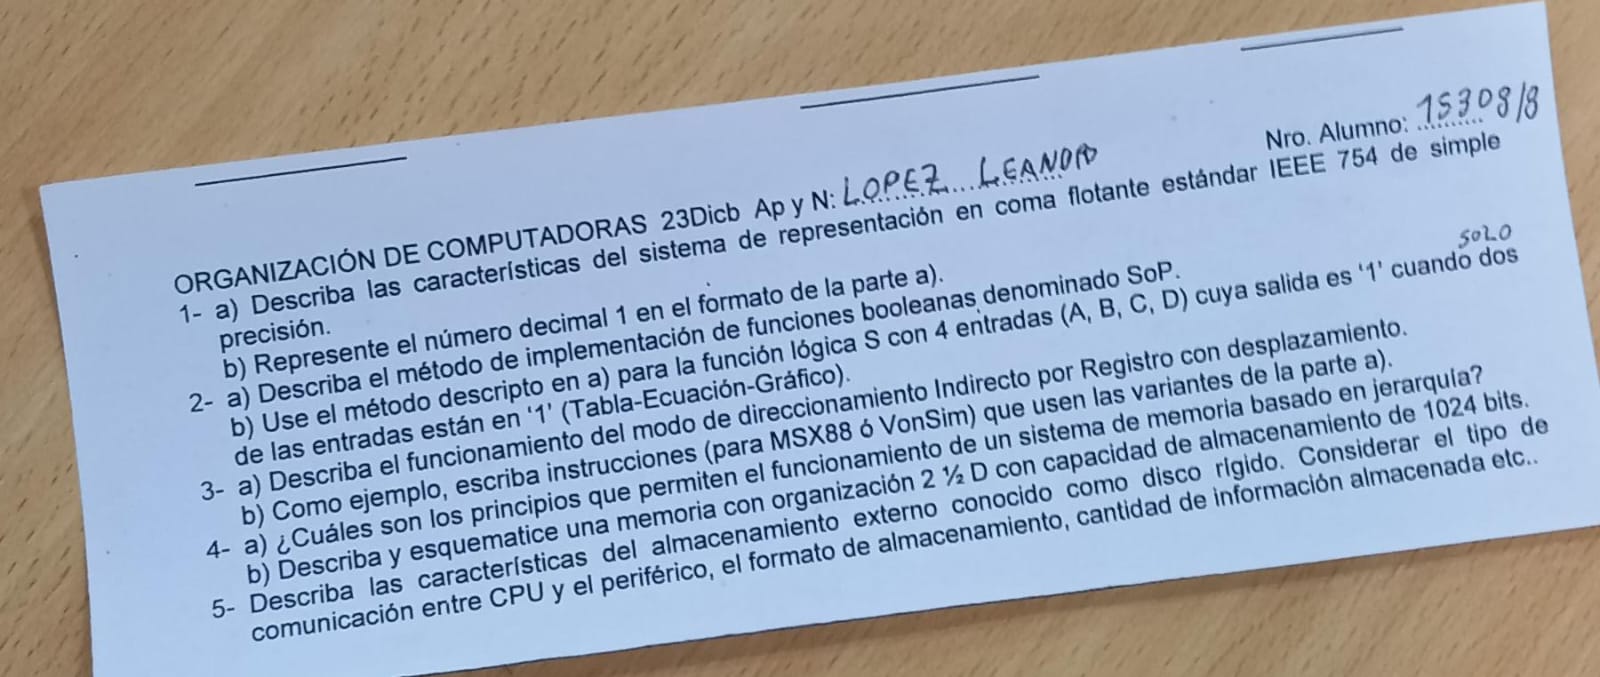 ORGANIZACIÓN DE COMPUTADORAS 23Dicb Ap y N: LOPEZ LEANDRO Nro. Alumno: 15308/8
1- a) Describa las características del sistema de representación en coma flotante estándar IEEE 754 de simple
precisión.
b) Represente el número decimal 1 en el formato de la parte a).
2- a) Describa el método de implementación de funciones booleanas denominado SoP.
SOLO
b) Use el método descripto en a) para la función lógica S con 4 entradas (A, B, C, D) cuya salida es '1' cuando dos
de las entradas están en '1' (Tabla-Ecuación-Gráfico).
3- a) Describa el funcionamiento del modo de direccionamiento Indirecto por Registro con desplazamiento.
b) Como ejemplo, escriba instrucciones (para MSX88 ó VonSim) que usen las variantes de la parte a).
4- a) ¿Cuáles son los principios que permiten el funcionamiento de un sistema de memoria basado en jerarquía?
b) Describa y esquematice una memoria con organización 2 ½ D con capacidad de almacenamiento de 1024 bits.
5- Describa las características del almacenamiento externo conocido como disco rígido. Considerar el tipo de
comunicación entre CPU y el periférico, el formato de almacenamiento, cantidad de información almacenada etc..